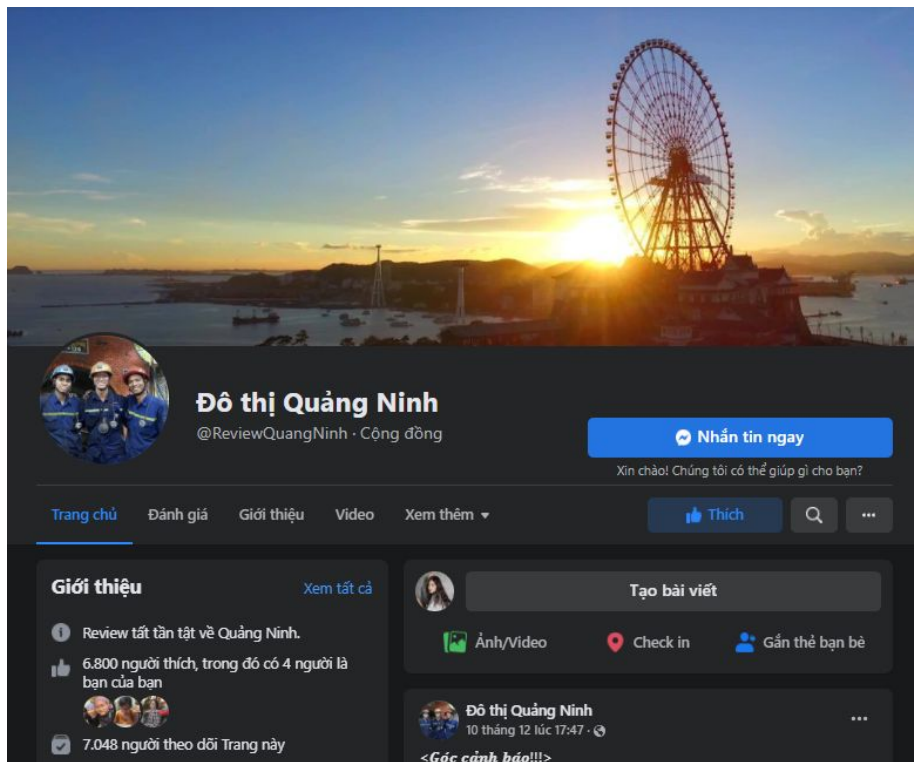 Đô thị Quảng Ninh
@ReviewQuangNinh · Cộng đồng
Nhắn tin ngay
Xin chào! Chúng tôi có thể giúp gì cho bạn?
Trang chủ
Đánh giá
Giới thiệu
Video
Xem thêm
Thích
Giới thiệu
Xem tất cả
Review tất tần tật về Quảng Ninh.
6.800 người thích, trong đó có 4 người là
bạn của bạn
7.048 người theo dõi Trang này
Tạo bài viết
Ảnh/Video
Check in
Gắn thẻ bạn bè
Đô thị Quảng Ninh
10 tháng 12 lúc 17:47 ·
<Góc cảnh báo!!!>